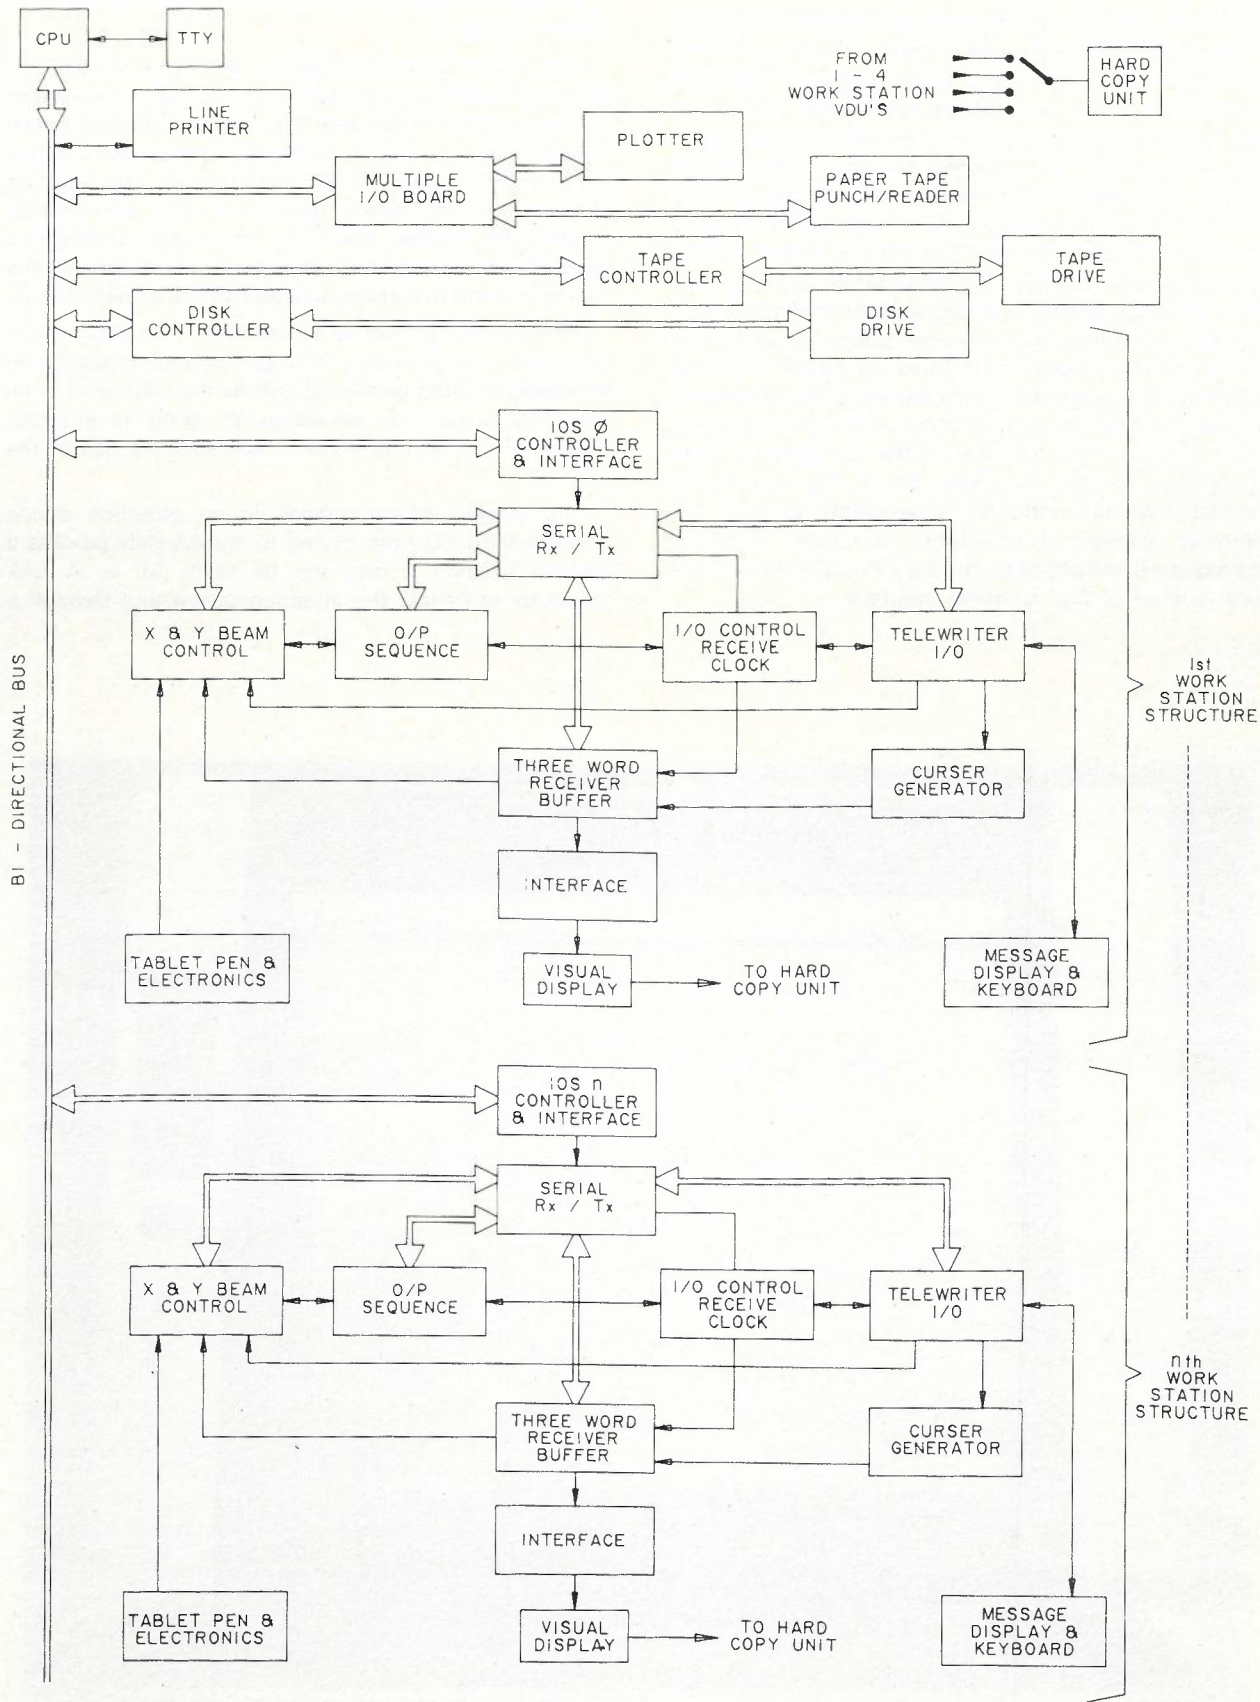 CPU
TTY
FROM
1 - 4
WORK STATION
VDU'S
HARD
COPY
UNIT
LINE
PRINTER
PLOTTER
MULTIPLE
I/O BOARD
PAPER TAPE
PUNCH/READER
TAPE
CONTROLLER
TAPE
DRIVE
DISK
CONTROLLER
DISK
DRIVE
IOS Ø
CONTROLLER
& INTERFACE
SERIAL
Rx / Tx
X & Y BEAM
CONTROL
O/P
SEQUENCE
I/O CONTROL
RECEIVE
CLOCK
TELEWRITER
I/O
BI - DIRECTIONAL BUS
1st
WORK
STATION
STRUCTURE
THREE WORD
RECEIVER
BUFFER
CURSER
GENERATOR
INTERFACE
TABLET PEN &
ELECTRONICS
VISUAL
DISPLAY
TO HARD
COPY UNIT
MESSAGE
DISPLAY &
KEYBOARD
IOS n
CONTROLLER
& INTERFACE
SERIAL
Rx / Tx
X & Y BEAM
CONTROL
O/P
SEQUENCE
I/O CONTROL
RECEIVE
CLOCK
TELEWRITER
I/O
nth
WORK
STATION
STRUCTURE
THREE WORD
RECEIVER
BUFFER
CURSER
GENERATOR
INTERFACE
TABLET PEN &
ELECTRONICS
VISUAL
DISPLAY
TO HARD
COPY UNIT
MESSAGE
DISPLAY &
KEYBOARD